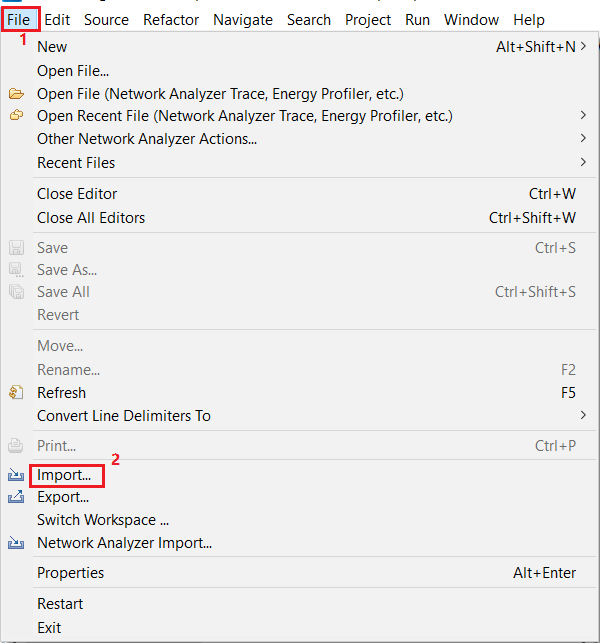 File Edit Source Refactor Navigate Search Project Run Window Help
1
New Alt+Shift+N
Open File...
Open File (Network Analyzer Trace, Energy Profiler, etc.)
Open Recent File (Network Analyzer Trace, Energy Profiler, etc.)
Other Network Analyzer Actions...
Recent Files
Close Editor Ctrl+W
Close All Editors Ctrl+Shift+W
Save Ctrl+S
Save As...
Save All Ctrl+Shift+S
Revert
Move...
Rename... F2
Refresh F5
Convert Line Delimiters To
Print... Ctrl+P
2
Import...
Export...
Switch Workspace ...
Network Analyzer Import...
Properties Alt+Enter
Restart
Exit